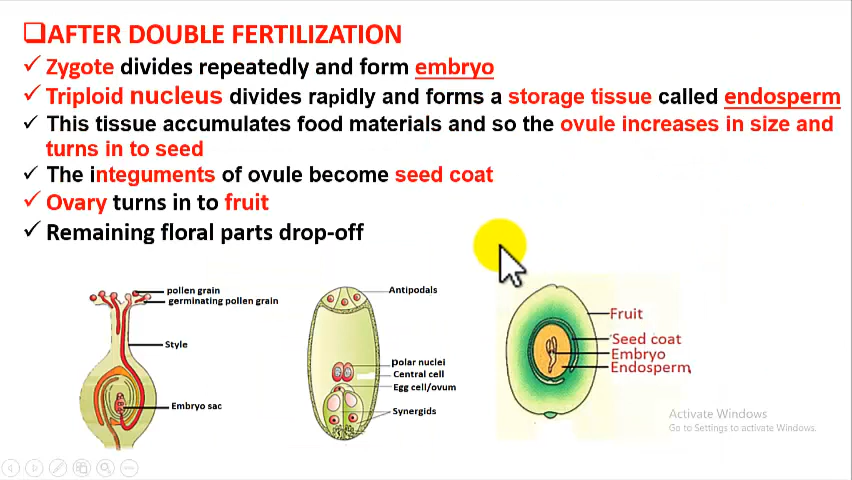 AFTER DOUBLE FERTILIZATION
Zygote divides repeatedly and form embryo
Triploid nucleus divides rapidly and forms a storage tissue called endosperm
This tissue accumulates food materials and so the ovule increases in size and
turns in to seed
The integuments of ovule become seed coat
Ovary turns in to fruit
Remaining floral parts drop-off
pollen grain
germinating pollen grain
Style
Embryo sac
Antipodals
polar nuclei
Central cell
Egg cell/ovum
Synergids
Fruit
Seed coat
Embryo
Endosperm
Activate Windows
Go to Settings to activate Windows.